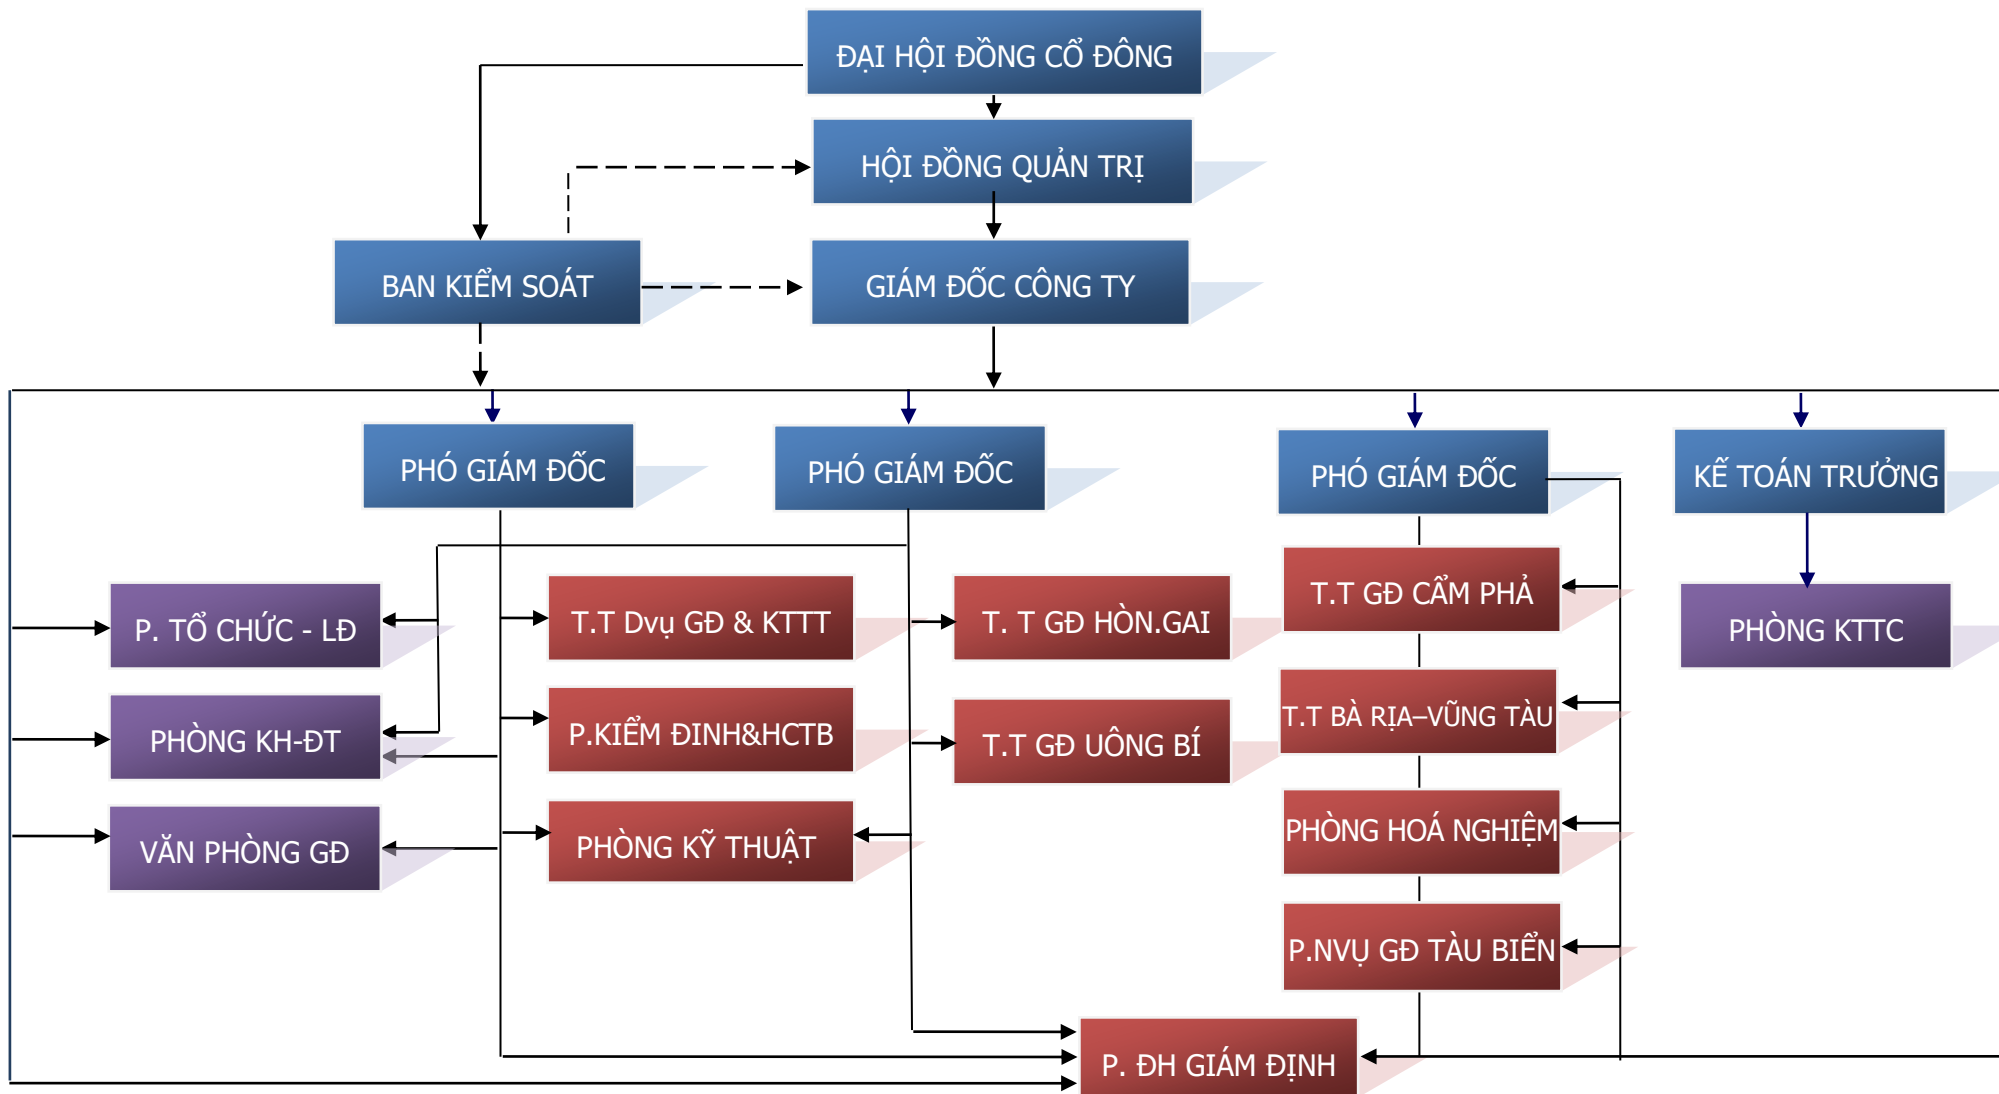 ĐẠI HỘI ĐỒNG CỔ ĐÔNG
HỘI ĐỒNG QUẢN TRỊ
BAN KIỂM SOÁT
GIÁM ĐỐC CÔNG TY
PHÓ GIÁM ĐỐC
PHÓ GIÁM ĐỐC
PHÓ GIÁM ĐỐC
KẾ TOÁN TRƯỞNG
P. TỔ CHỨC - LĐ
T.T Dvụ GĐ & KTTT
T. T GĐ HÒN.GAI
T.T GĐ CẨM PHẢ
PHÒNG KTTC
PHÒNG KH-ĐT
P.KIỂM ĐINH&HCTB
T.T GĐ UÔNG BÍ
T.T BÀ RỊA–VŨNG TÀU
VĂN PHÒNG GĐ
PHÒNG KỸ THUẬT
PHÒNG HOÁ NGHIỆM
P.NVỤ GĐ TÀU BIỂN
P. ĐH GIÁM ĐỊNH